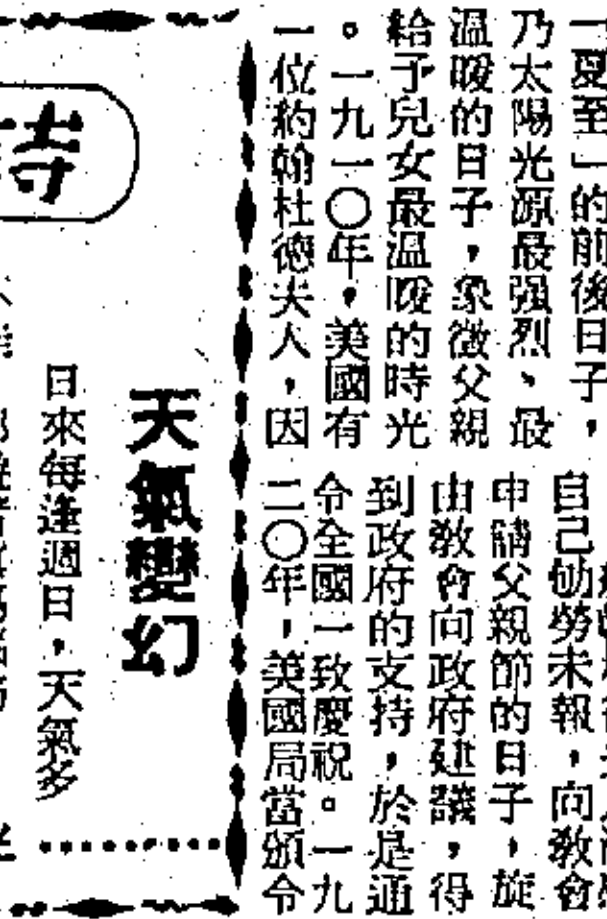 夏至」的前後日子，
乃太陽光源最强烈、最
溫暖的日子，象徵父親
給予兒女最溫暖的時光
。一九一〇年，美國有
一位約翰杜德夫人，因
自己劬勞未報，向教會
申請父親節的日子，旋
由教會向政府建議，得
到政府的支持，於是通
令全國一致慶祝。一九
二〇年，美國局當頒令
詩
天氣變幻
日來每逢週日，天氣多